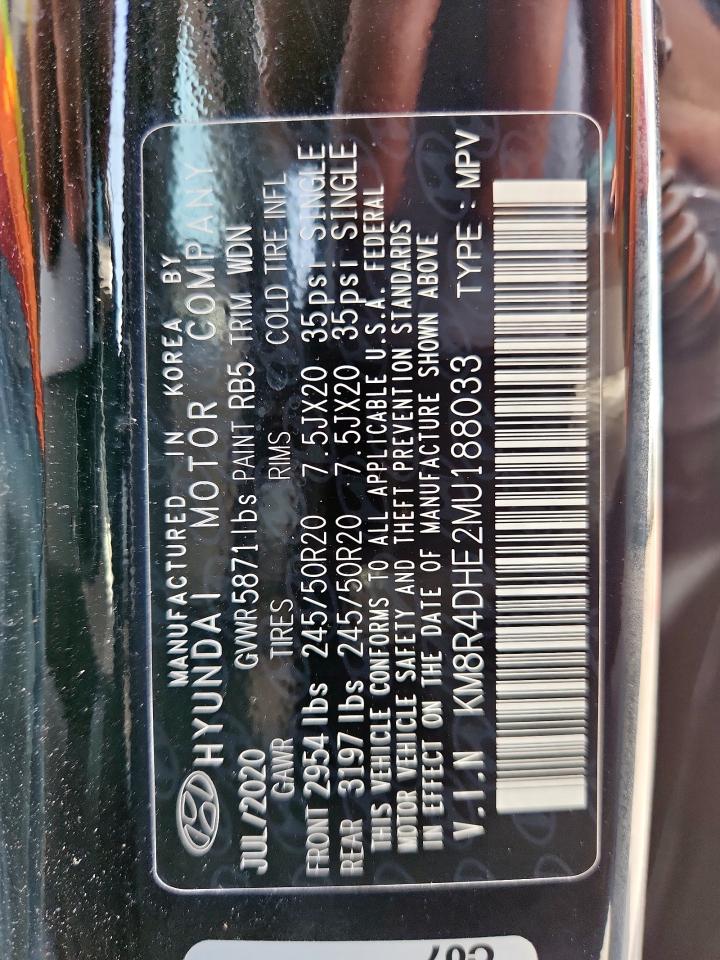 MANUFACTURED IN KOREA BY
HYUNDAI MOTOR COMPANY
JUL/2020 GVWR 5871 lbs PAINT RB5 TRIM WDN
GAWR TIRES RIMS COLD TIRE INFL
FRONT 2954 lbs 245/50R20 7.5JX20 35psi SINGLE
REAR 3197 lbs 245/50R20 7.5JX20 35psi SINGLE
THIS VEHICLE CONFORMS TO ALL APPLICABLE U.S.A. FEDERAL
MOTOR VEHICLE SAFETY AND THEFT PREVENTION STANDARDS
IN EFFECT ON THE DATE OF MANUFACTURE SHOWN ABOVE
V.I.N KM8R4DHE2MU188033 TYPE : MPV